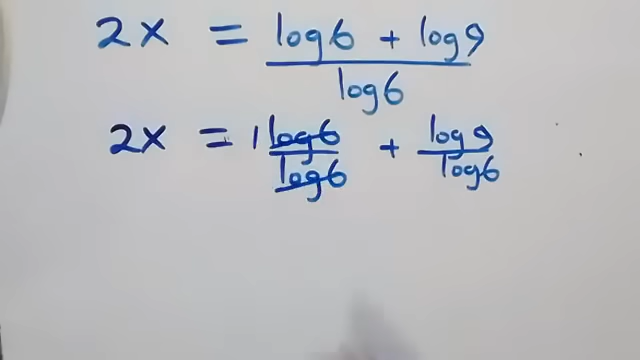 2x = log6 + log9
log6
2x = 1 log6 + log9
log6 log6